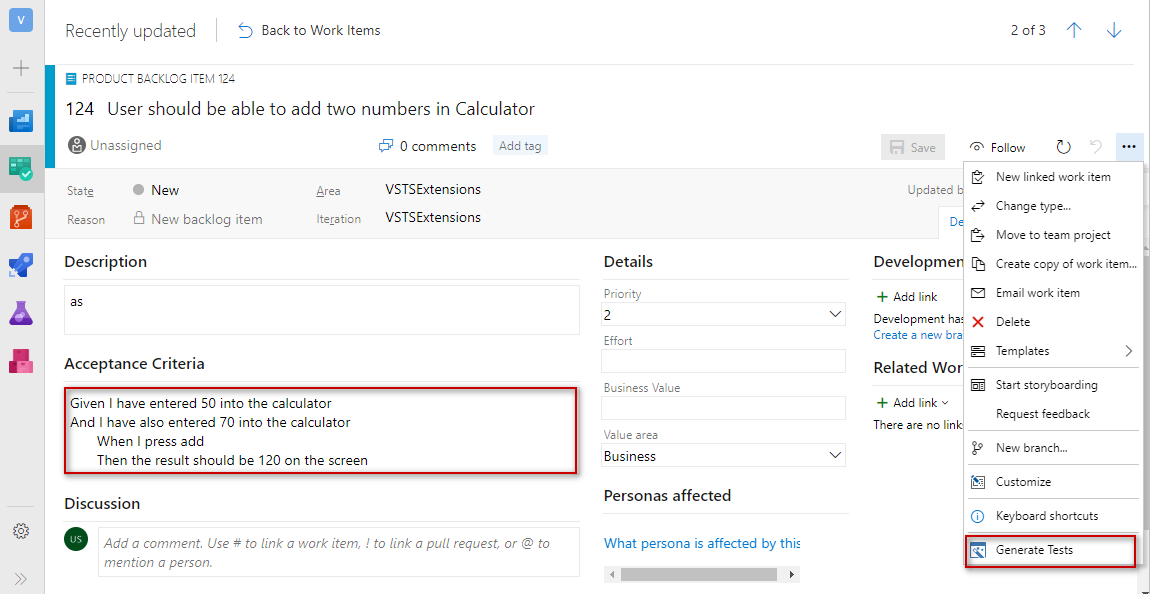 V
Recently updated
Back to Work Items
2 of 3
PRODUCT BACKLOG ITEM 124
124 User should be able to add two numbers in Calculator
Unassigned
0 comments
Add tag
Save
Follow
State
New
Area
VSTSExtensions
Updated b
Reason
New backlog item
Iteration
VSTSExtensions
De
Description
as
Acceptance Criteria
Given I have entered 50 into the calculator
And I have also entered 70 into the calculator
When I press add
Then the result should be 120 on the screen
Discussion
US
Add a comment. Use # to link a work item, ! to link a pull request, or @ to
mention a person.
Details
Priority
2
Effort
Business Value
Value area
Business
Personas affected
What persona is affected by this
Developmen
Add link
Development has
Create a new bra
Related Wor
Add link
There are no link
New linked work item
Change type...
Move to team project
Create copy of work item...
Email work item
Delete
Templates
Start storyboarding
Request feedback
New branch...
Customize
Keyboard shortcuts
Generate Tests